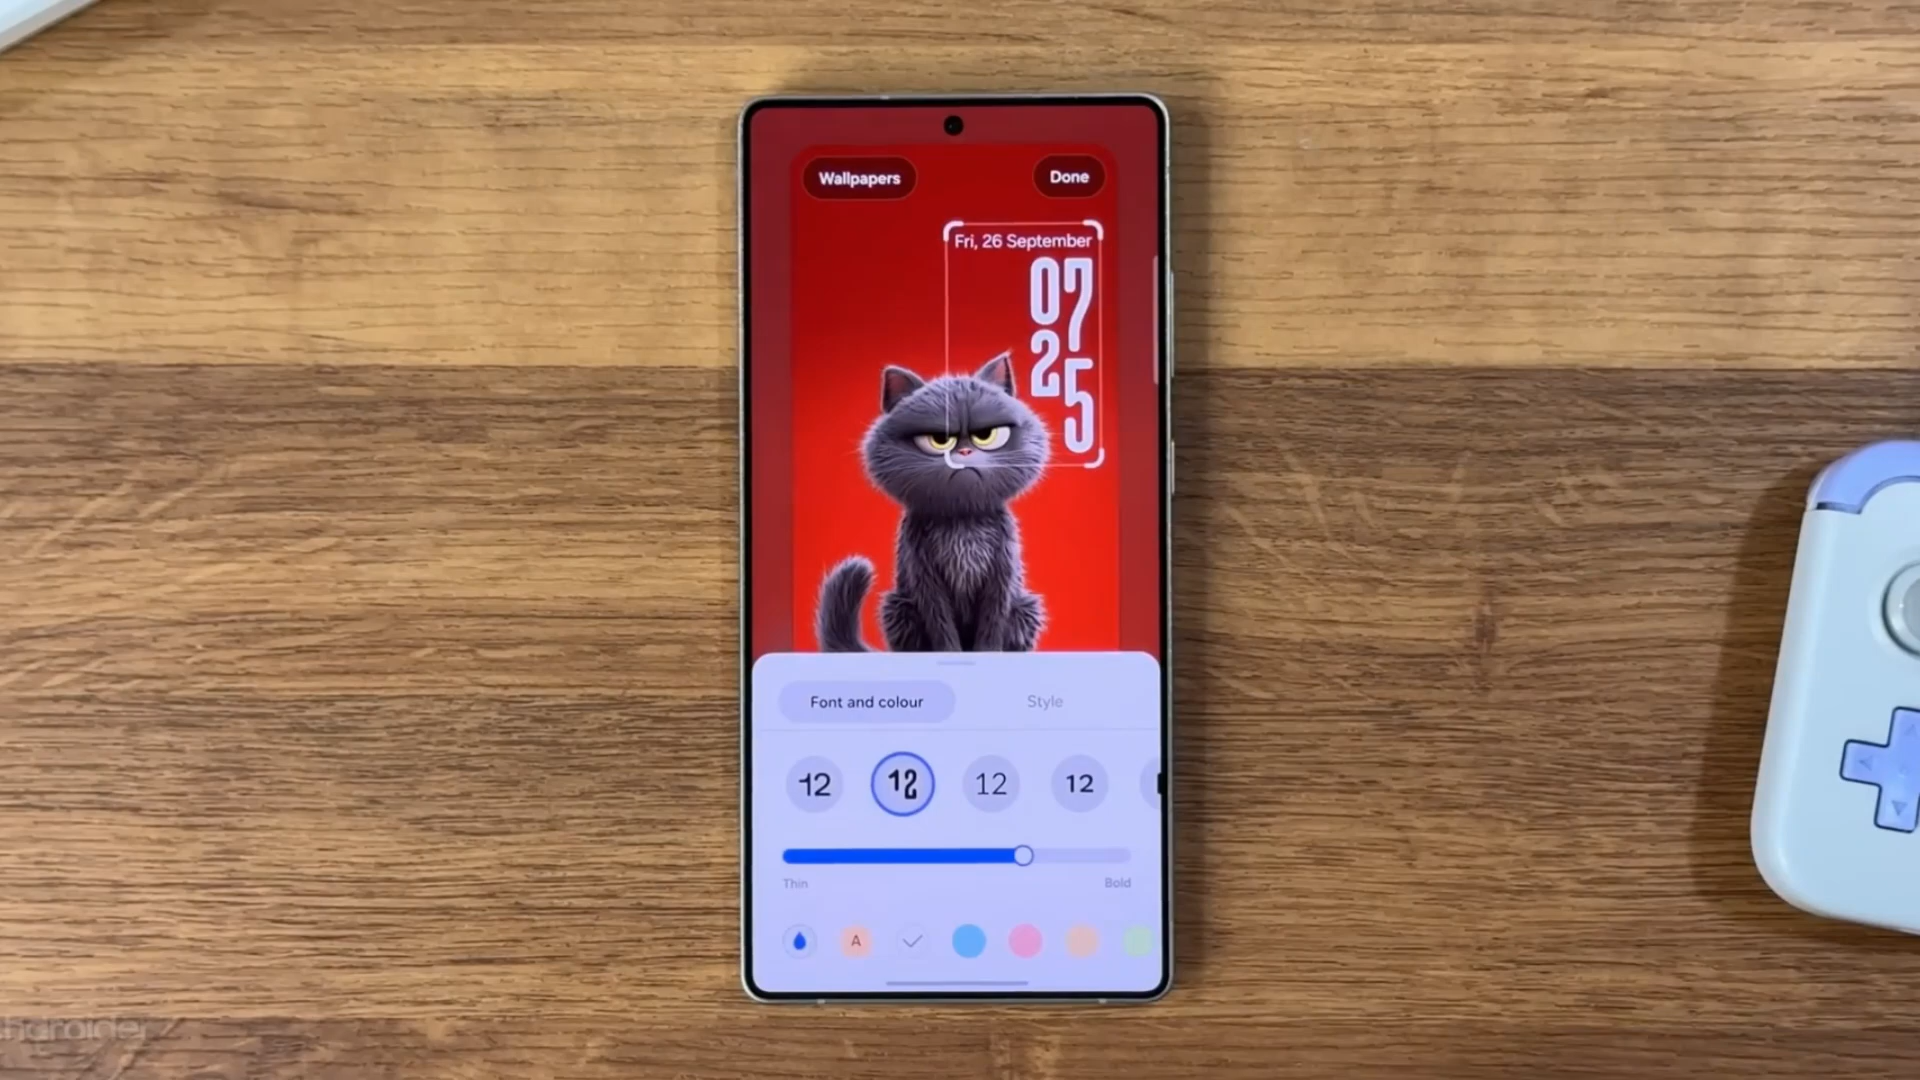 Wallpapers
Done
Fri, 26 September
07
25
Font and colour
Style
12
12
12
12
Thin
Bold
A